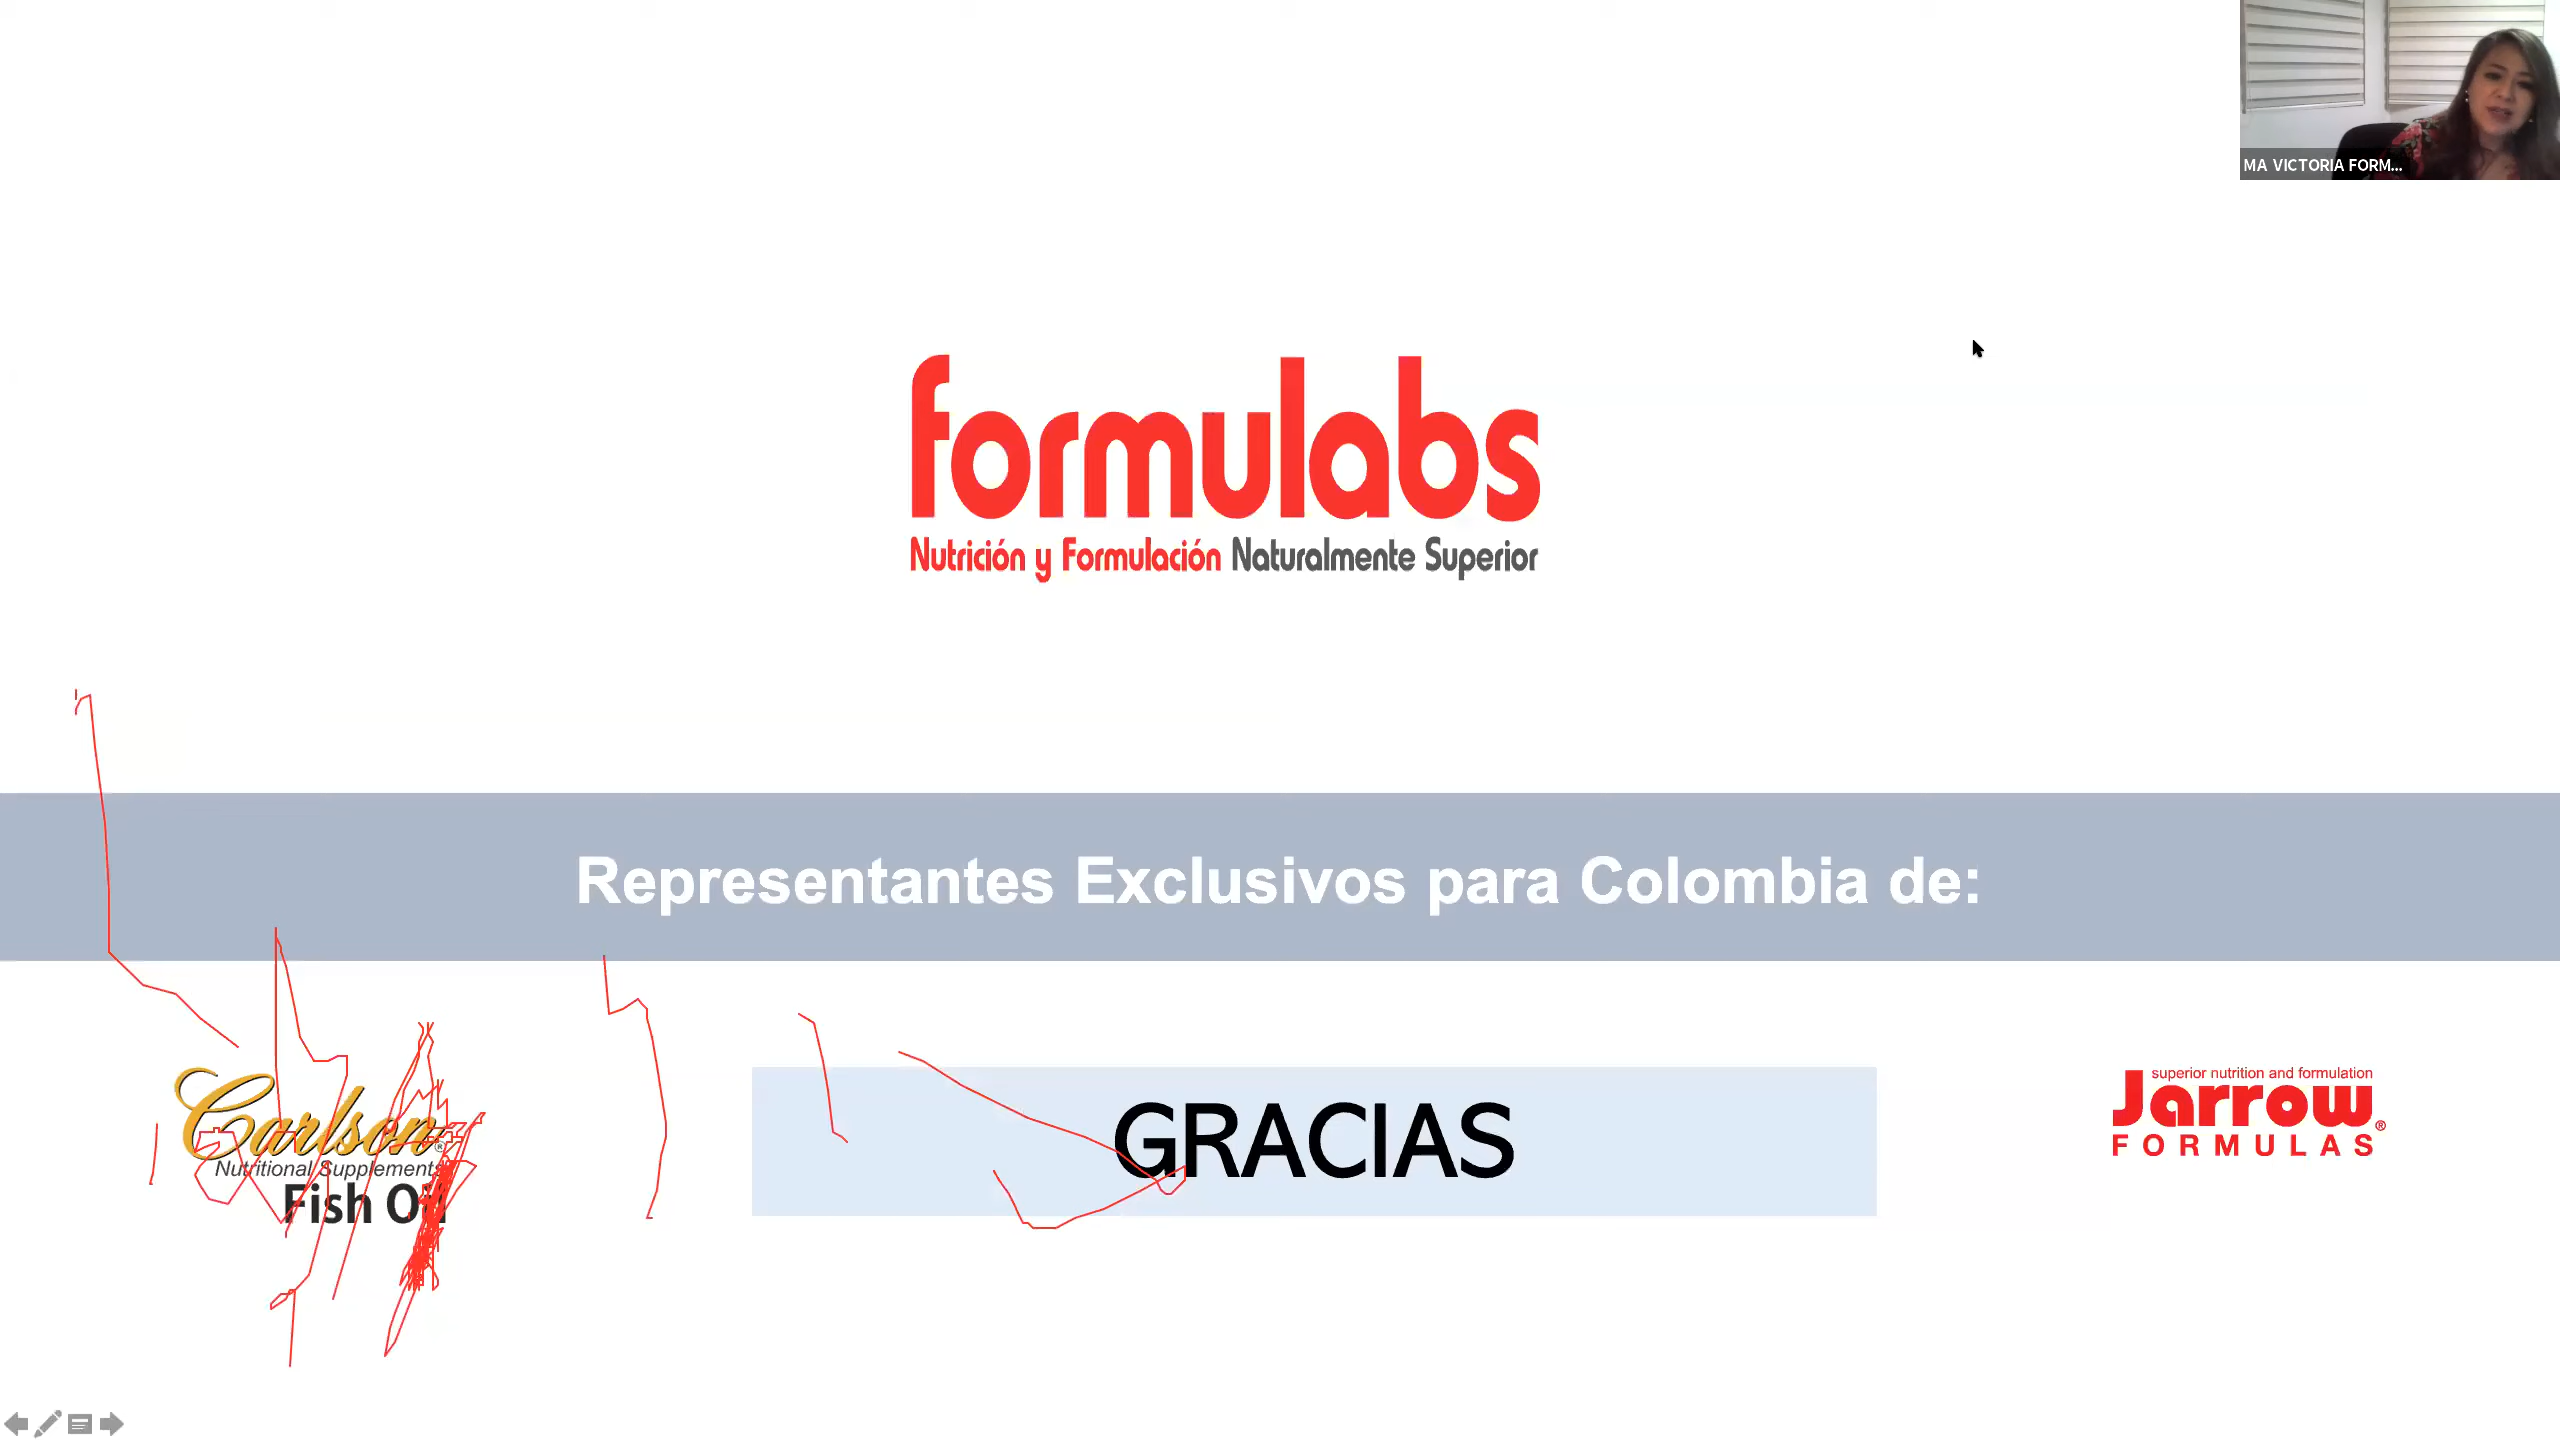 MA VICTORIA FORM...
formulabs
Nutrición y Formulación Naturalmente Superior
Representantes Exclusivos para Colombia de:
Carlson®
Nutritional Supplements
Fish Oil
GRACIAS
superior nutrition and formulation
Jarrow®
FORMULAS